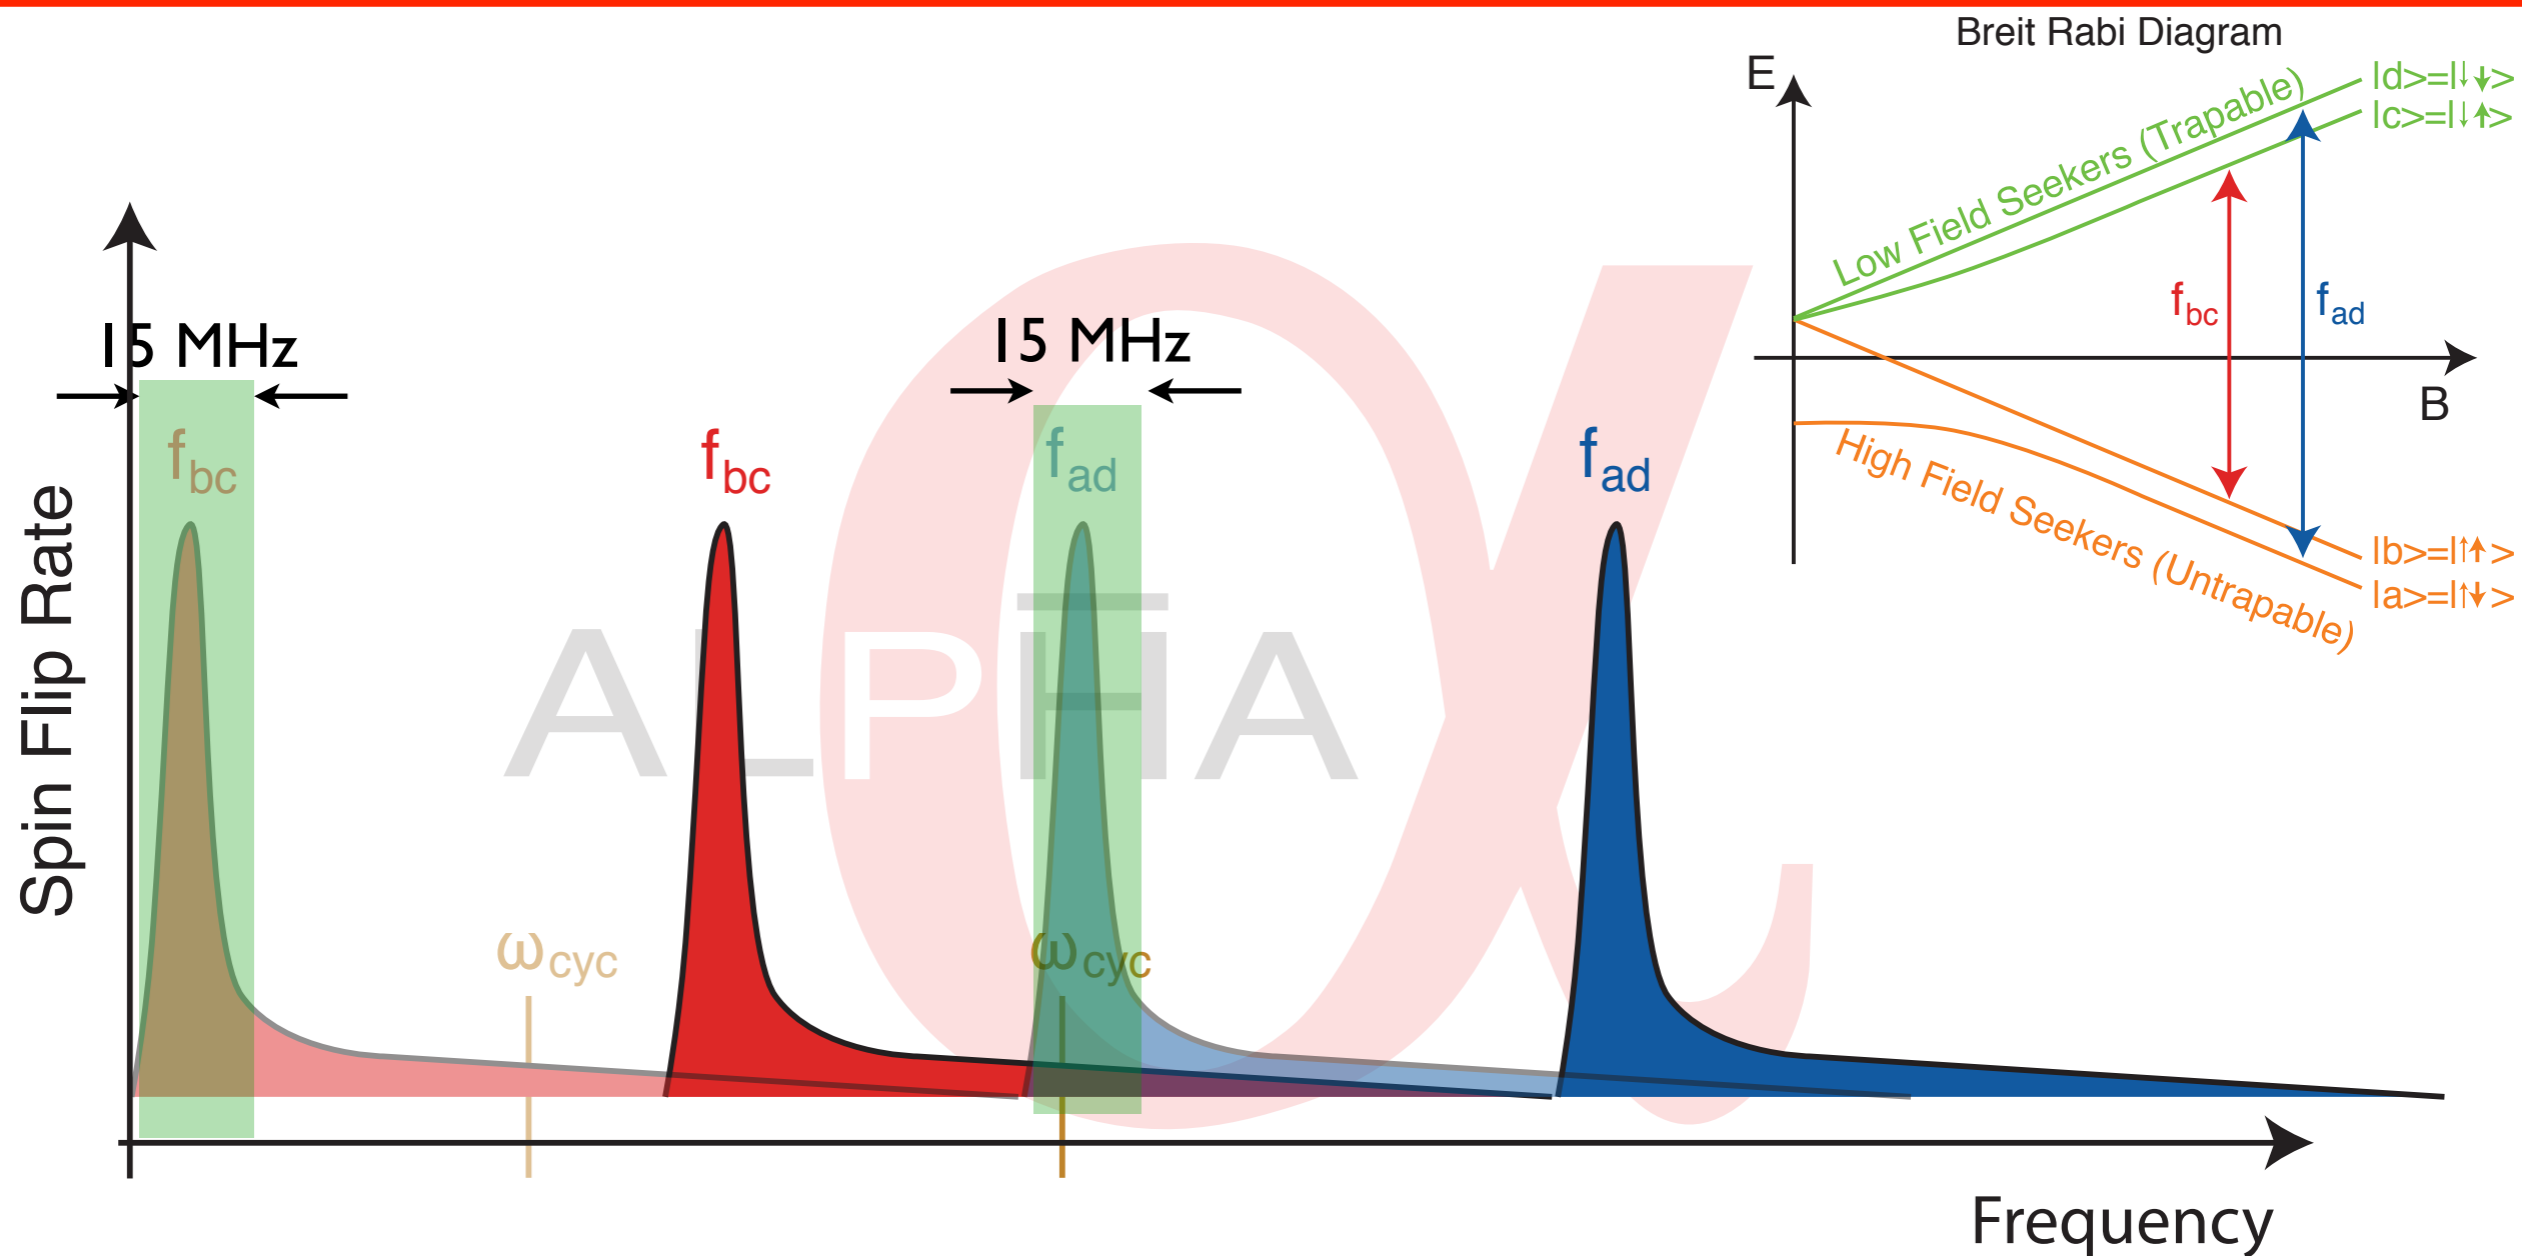 Breit Rabi Diagram
E
|d>=|↓↓>
|c>=|↓↑>
Low Field Seekers (Trapable)
f_bc
f_ad
B
High Field Seekers (Untrapable)
|b>=|↑↑>
|a>=|↑↓>
15 MHz
15 MHz
f_bc
f_bc
f_ad
f_ad
Spin Flip Rate
ALPH̅A
ω_cyc
ω_cyc
Frequency